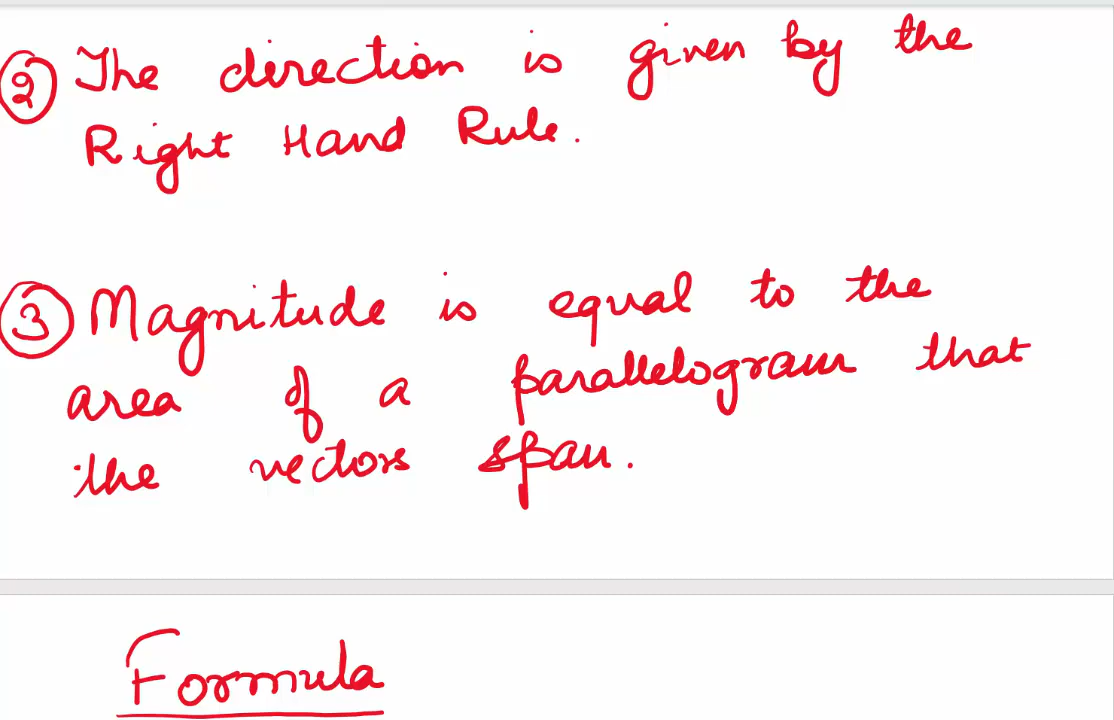 ② The direction is given by the
Right Hand Rule.
③ Magnitude is equal to the
area of a parallelogram that
the vectors span.
Formula